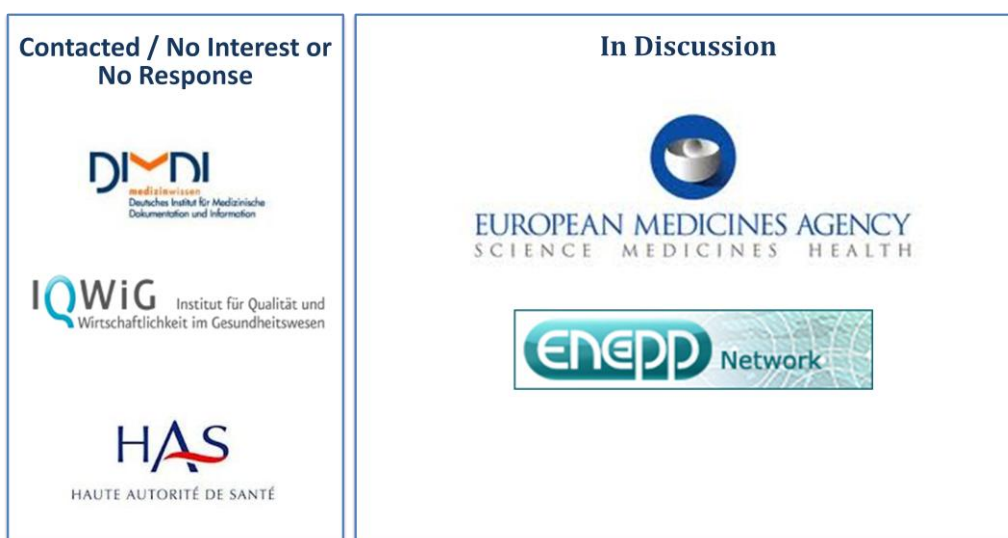 Contacted / No Interest or
No Response
DIMDI
medizinwissen
Deutsches Institut für Medizinische
Dokumentation und Information
IQWiG Institut für Qualität und
Wirtschaftlichkeit im Gesundheitswesen
HAS
HAUTE AUTORITÉ DE SANTÉ
In Discussion
EUROPEAN MEDICINES AGENCY
SCIENCE MEDICINES HEALTH
ENEPD Network